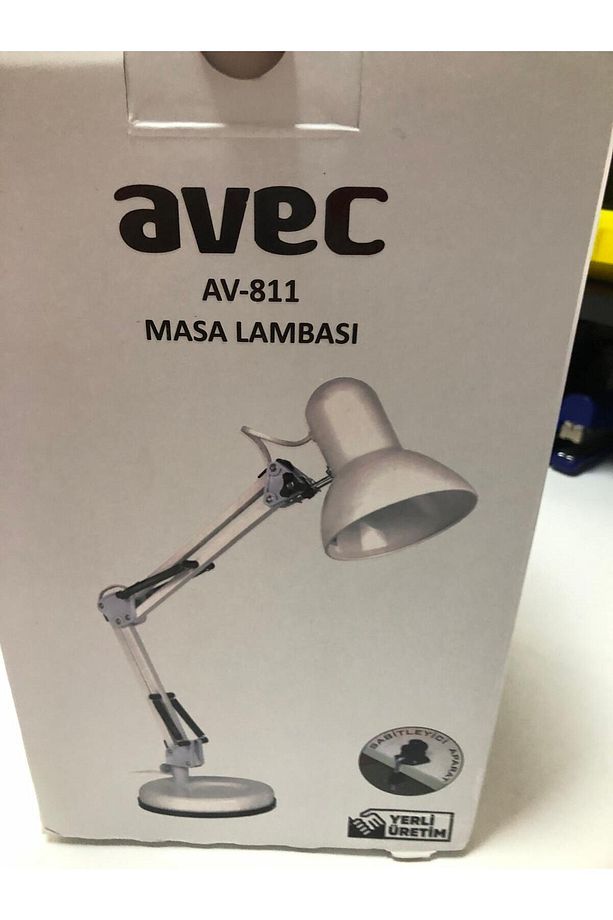 avec
AV-811
MASA LAMBASI
SABİTLEYİCİ APARAT
YERLİ
ÜRETİM